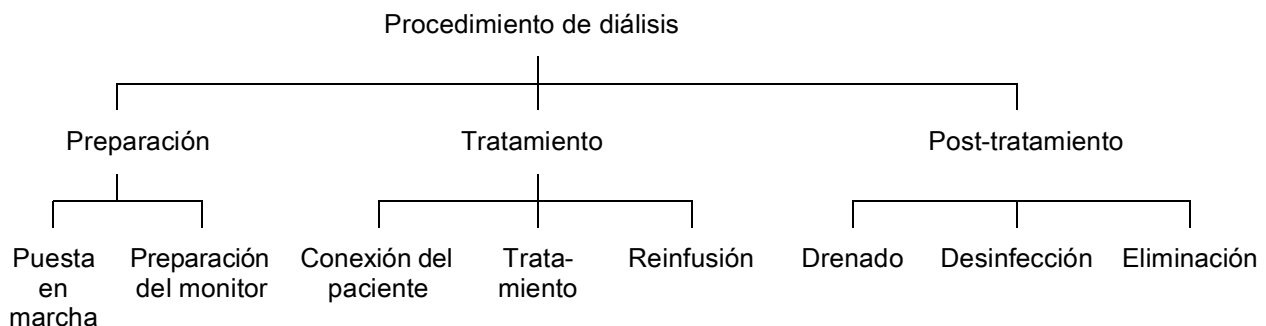 Procedimiento de diálisis
Preparación
Tratamiento
Post-tratamiento
Puesta
en
marcha
Preparación
del monitor
Conexión del
paciente
Trata-
miento
Reinfusión
Drenado
Desinfección
Eliminación